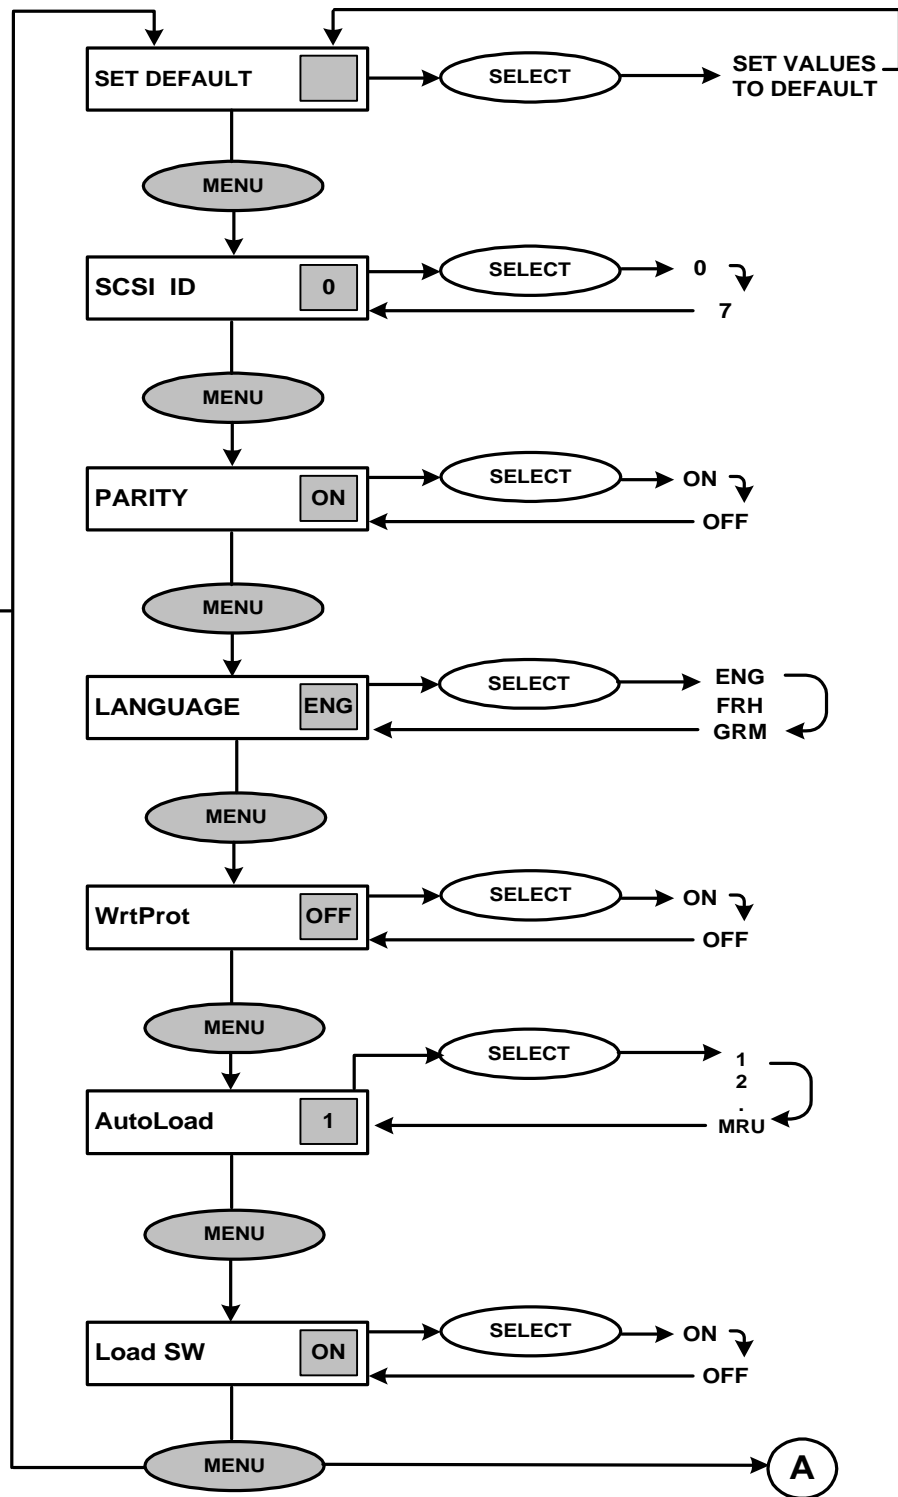 SET DEFAULT
SELECT
SET VALUES
TO DEFAULT
MENU
SCSI ID
0
SELECT
0
7
MENU
PARITY
ON
SELECT
ON
OFF
MENU
LANGUAGE
ENG
SELECT
ENG
FRH
GRM
MENU
WrtProt
OFF
SELECT
ON
OFF
MENU
AutoLoad
1
SELECT
1
2
.
MRU
MENU
Load SW
ON
SELECT
ON
OFF
MENU
A